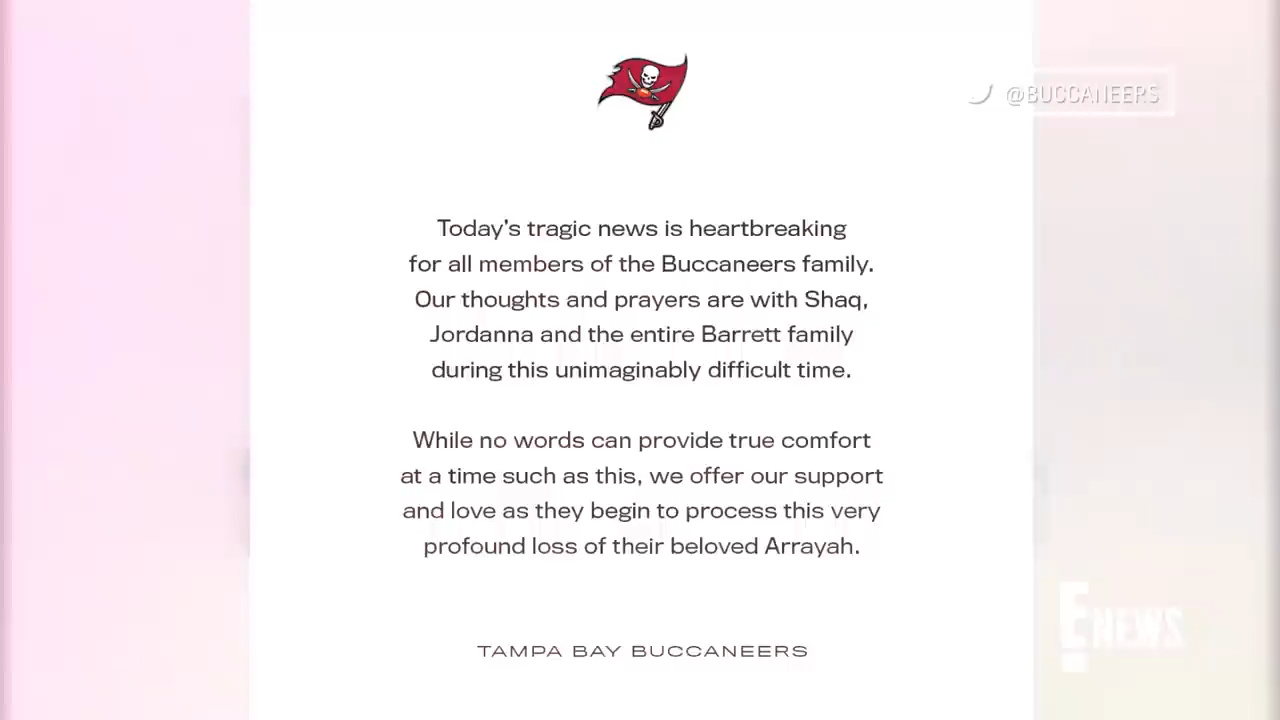 @BUCCANEERS
Today's tragic news is heartbreaking
for all members of the Buccaneers family.
Our thoughts and prayers are with Shaq,
Jordanna and the entire Barrett family
during this unimaginably difficult time.
While no words can provide true comfort
at a time such as this, we offer our support
and love as they begin to process this very
profound loss of their beloved Arrayah.
TAMPA BAY BUCCANEERS
E NEWS